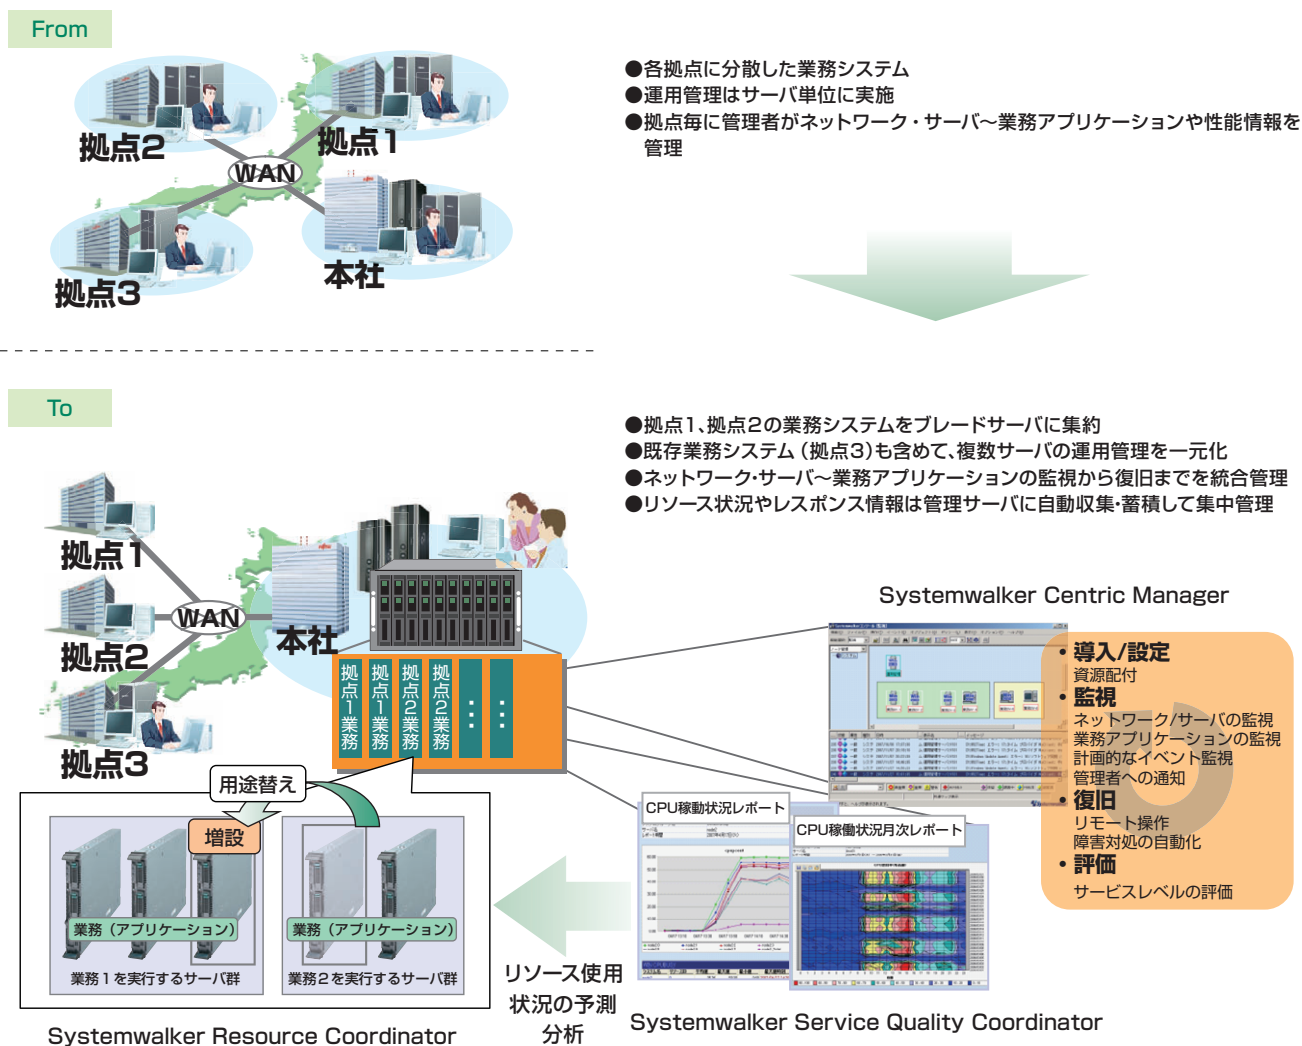 From
●各拠点に分散した業務システム
●運用管理はサーバ単位に実施
●拠点毎に管理者がネットワーク・サーバ〜業務アプリケーションや性能情報を
管理
拠点2
拠点1
WAN
拠点3
本社
To
●拠点1、拠点2の業務システムをブレードサーバに集約
●既存業務システム（拠点3）も含めて、複数サーバの運用管理を一元化
●ネットワーク・サーバ〜業務アプリケーションの監視から復旧までを統合管理
●リソース状況やレスポンス情報は管理サーバに自動収集・蓄積して集中管理
拠点1
WAN
拠点2
本社
拠点3
拠点1業務
拠点1業務
拠点2業務
拠点2業務
⋮
⋮
Systemwalker Centric Manager
・導入/設定
資源配付
・監視
ネットワーク/サーバの監視
業務アプリケーションの監視
計画的なイベント監視
管理者への通知
・復旧
リモート操作
障害対処の自動化
・評価
サービスレベルの評価
用途替え
増設
業務（アプリケーション）
業務（アプリケーション）
業務1を実行するサーバ群
業務2を実行するサーバ群
Systemwalker Resource Coordinator
リソース使用
状況の予測
分析
CPU稼動状況レポート
CPU稼働状況月次レポート
Systemwalker Service Quality Coordinator